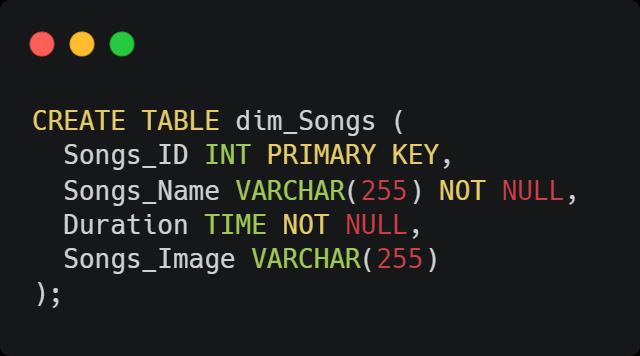 CREATE TABLE dim_Songs (
  Songs_ID INT PRIMARY KEY,
  Songs_Name VARCHAR(255) NOT NULL,
  Duration TIME NOT NULL,
  Songs_Image VARCHAR(255)
);